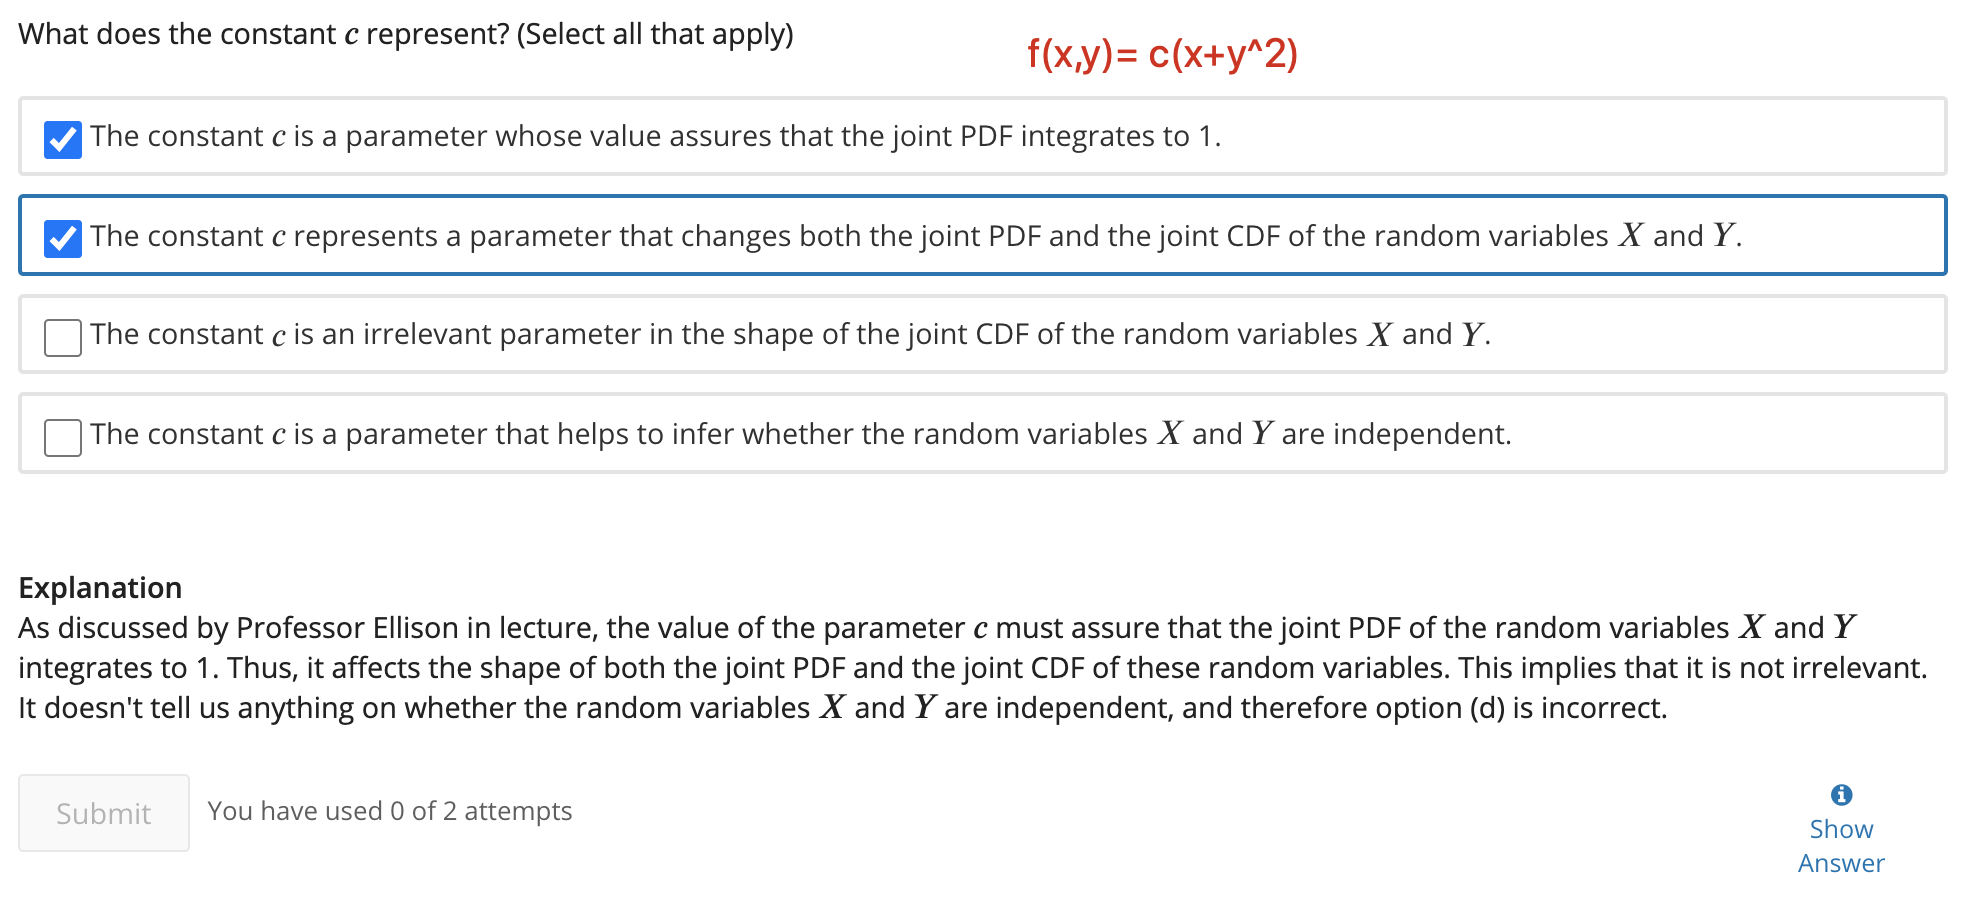 What does the constant c represent? (Select all that apply)
f(x,y)= c(x+y^2)
The constant c is a parameter whose value assures that the joint PDF integrates to 1.
The constant c represents a parameter that changes both the joint PDF and the joint CDF of the random variables X and Y.
The constant c is an irrelevant parameter in the shape of the joint CDF of the random variables X and Y.
The constant c is a parameter that helps to infer whether the random variables X and Y are independent.
Explanation
As discussed by Professor Ellison in lecture, the value of the parameter c must assure that the joint PDF of the random variables X and Y
integrates to 1. Thus, it affects the shape of both the joint PDF and the joint CDF of these random variables. This implies that it is not irrelevant.
It doesn't tell us anything on whether the random variables X and Y are independent, and therefore option (d) is incorrect.
Submit
You have used 0 of 2 attempts
Show
Answer